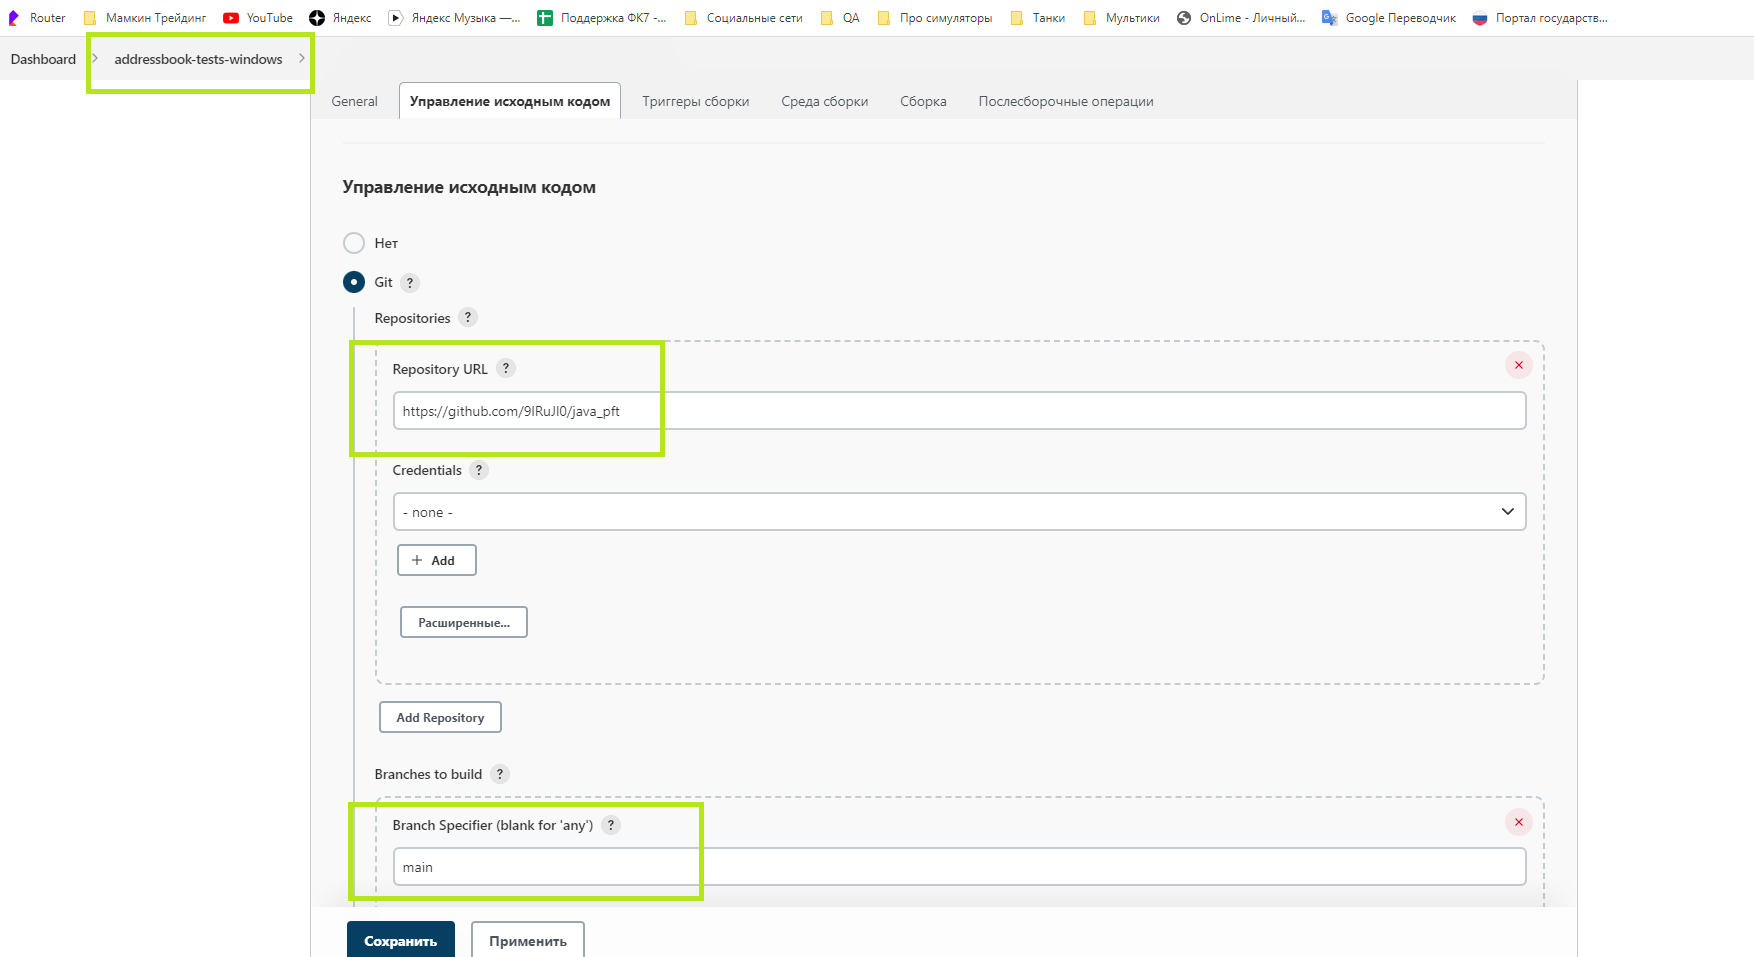 Router Мамкин Трейдинг YouTube Яндекс Яндекс Музыка —... Поддержка ФК7 -... Социальные сети QA Про симуляторы Танки Мультики OnLime - Личный... Google Переводчик Портал государств...
Dashboard addressbook-tests-windows
General Управление исходным кодом Триггеры сборки Среда сборки Сборка Послесборочные операции
Управление исходным кодом
Нет
Git ?
Repositories ?
Repository URL ?
https://github.com/9IRuJI0/java_pft
Credentials ?
- none -
+ Add
Расширенные...
Add Repository
Branches to build ?
Branch Specifier (blank for 'any') ?
main
Сохранить Применить